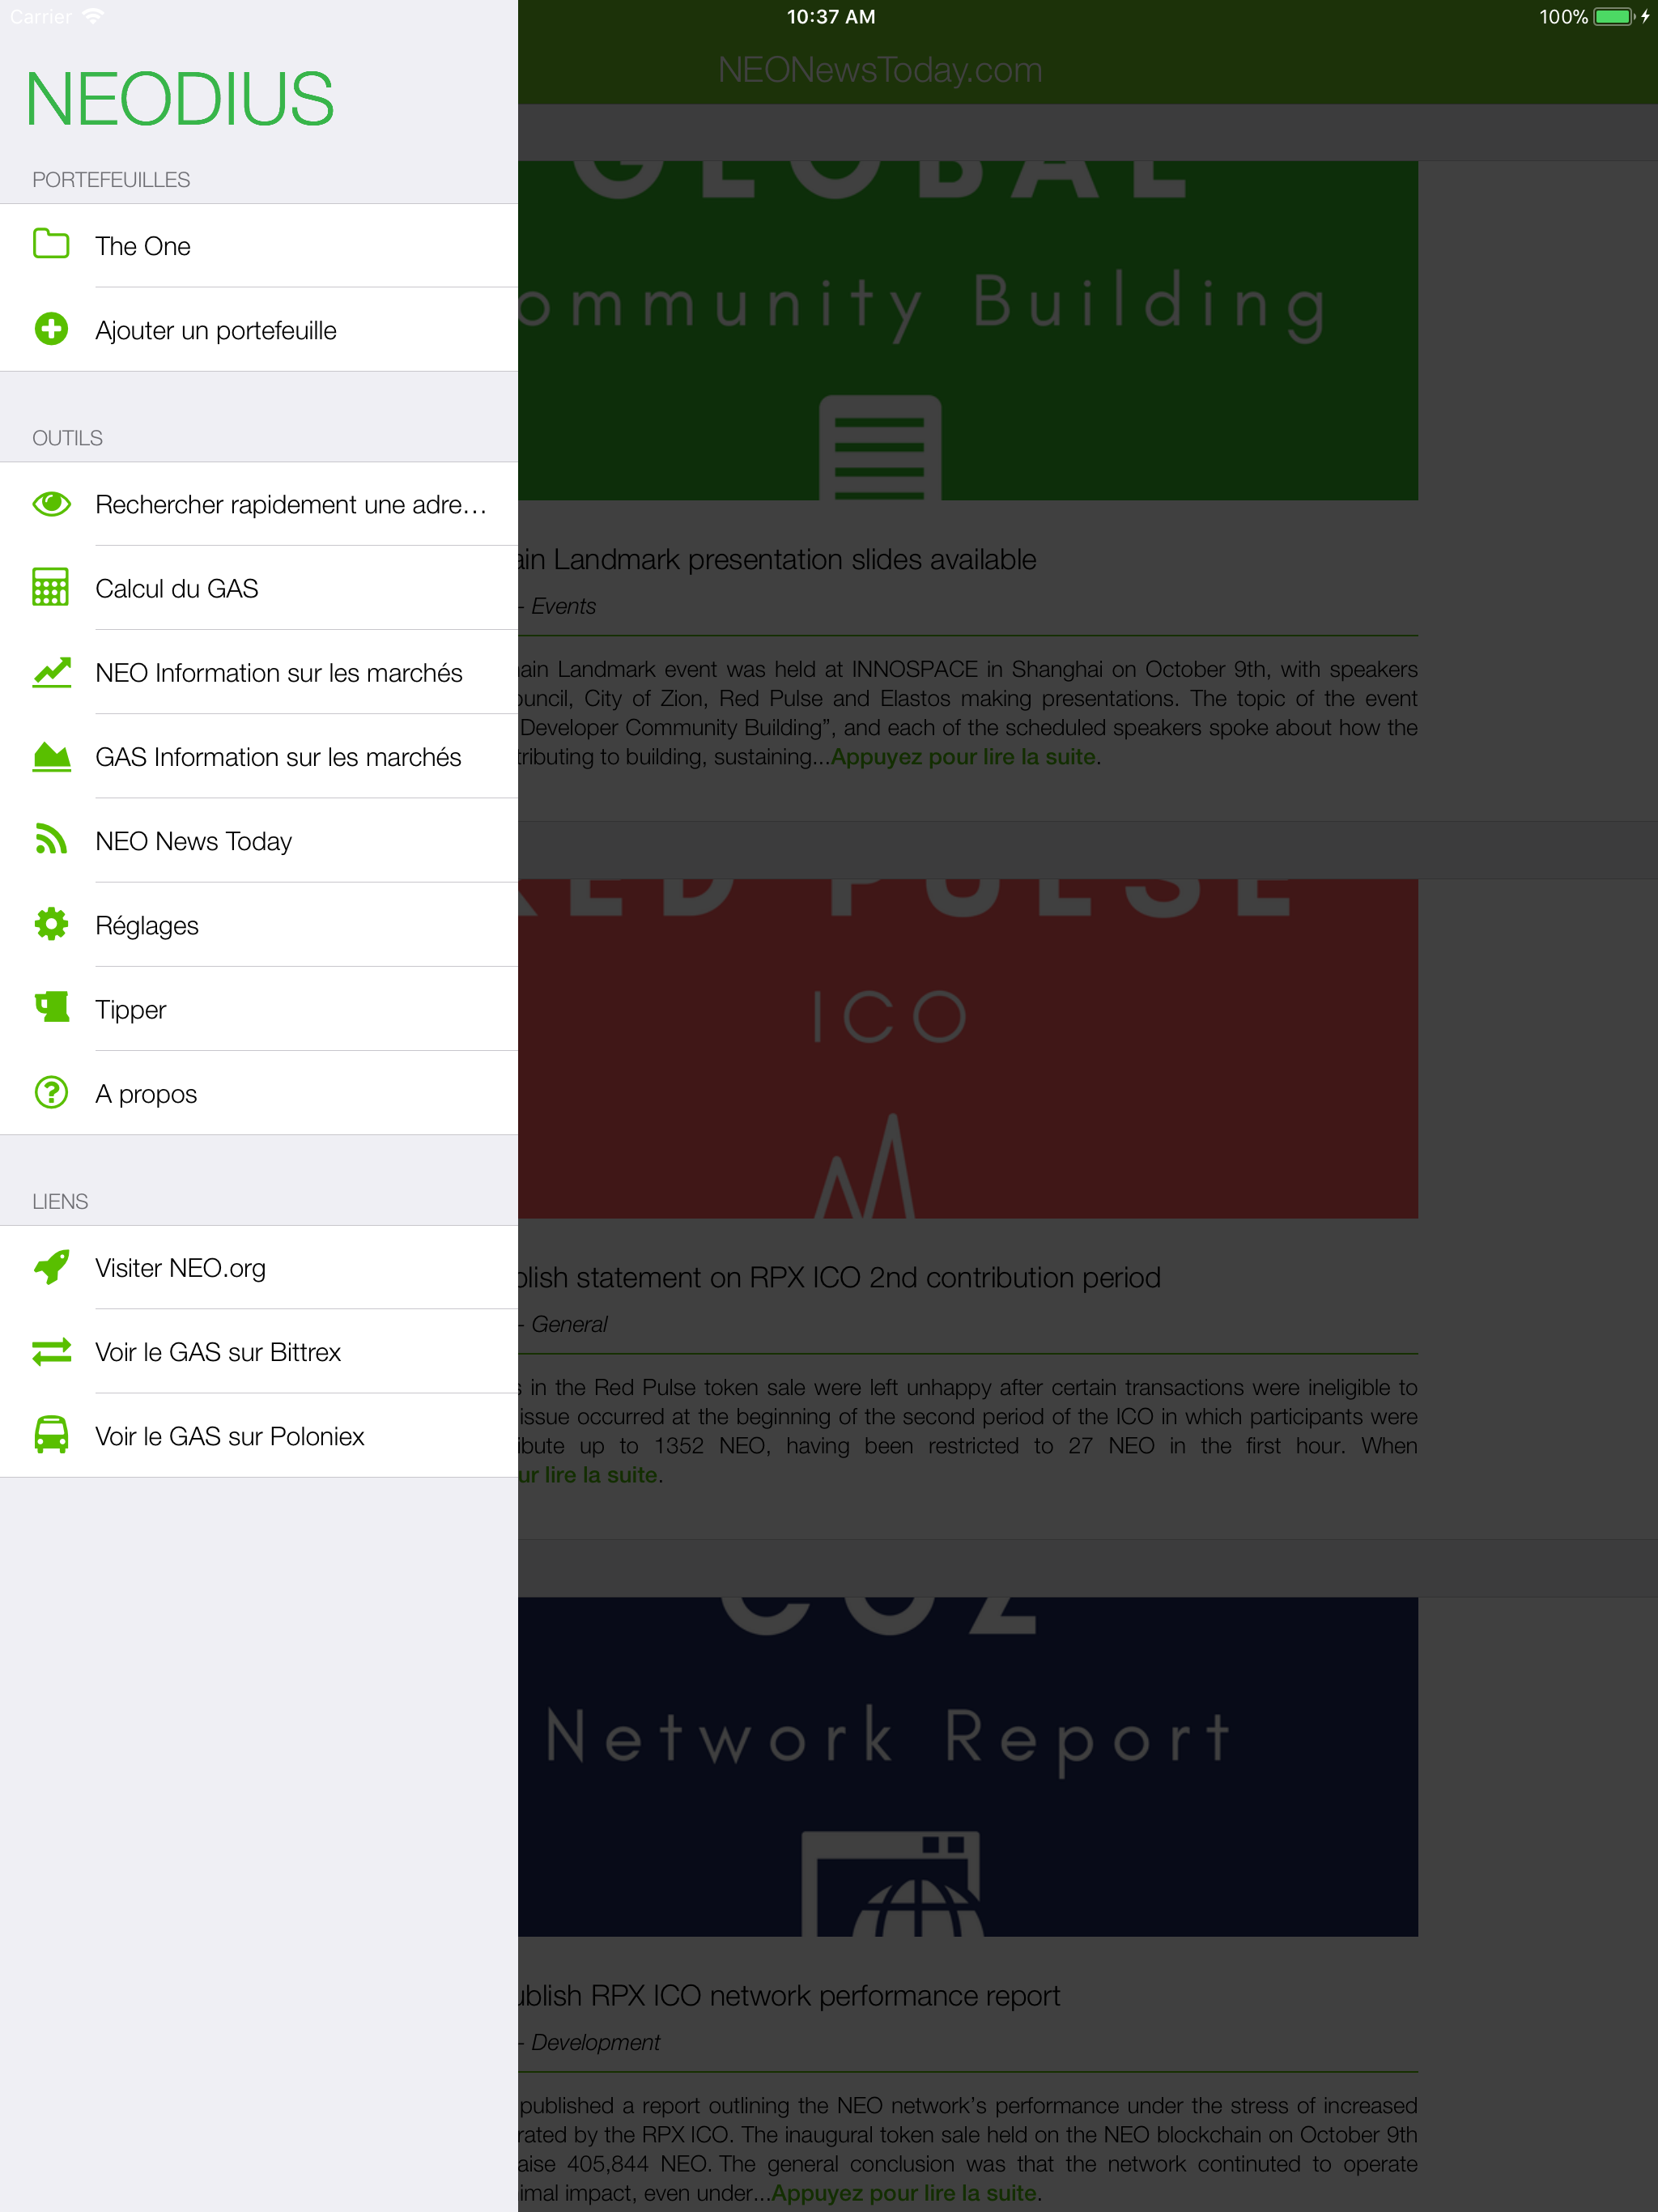 Carrier
10:37 AM
100%
NEODIUS
PORTEFEUILLES
The One
Ajouter un portefeuille
OUTILS
Rechercher rapidement une adre...
Calcul du GAS
NEO Information sur les marchés
GAS Information sur les marchés
NEO News Today
Réglages
Tipper
A propos
LIENS
Visiter NEO.org
Voir le GAS sur Bittrex
Voir le GAS sur Poloniex
NEONewsToday.com
GLOBAL
ommunity Building
ain Landmark presentation slides available
- Events
ain Landmark event was held at INNOSPACE in Shanghai on October 9th, with speakers
ouncil, City of Zion, Red Pulse and Elastos making presentations. The topic of the event
Developer Community Building”, and each of the scheduled speakers spoke about how the
tributing to building, sustaining...Appuyez pour lire la suite.
RED PULSE
ICO
blish statement on RPX ICO 2nd contribution period
- General
s in the Red Pulse token sale were left unhappy after certain transactions were ineligible to
issue occurred at the beginning of the second period of the ICO in which participants were
ibute up to 1352 NEO, having been restricted to 27 NEO in the first hour. When
ur lire la suite.
COZ
Network Report
ublish RPX ICO network performance report
- Development
published a report outlining the NEO network’s performance under the stress of increased
rated by the RPX ICO. The inaugural token sale held on the NEO blockchain on October 9th
aise 405,844 NEO. The general conclusion was that the network continuted to operate
imal impact, even under...Appuyez pour lire la suite.